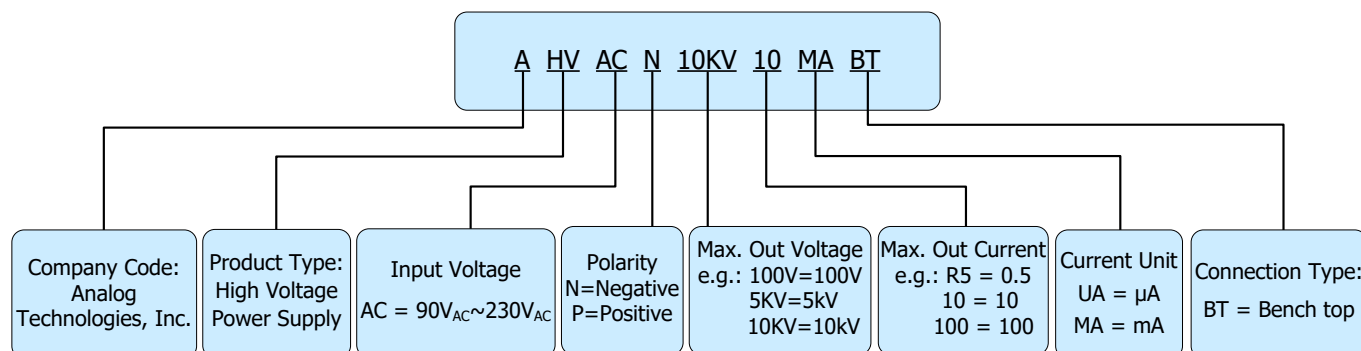 A HV AC N 10KV 10 MA BT
Company Code:
Analog
Technologies, Inc.
Product Type:
High Voltage
Power Supply
Input Voltage
AC = 90VAC~230VAC
Polarity
N=Negative
P=Positive
Max. Out Voltage
e.g.: 100V=100V
5KV=5kV
10KV=10kV
Max. Out Current
e.g.: R5 = 0.5
10 = 10
100 = 100
Current Unit
UA = µA
MA = mA
Connection Type:
BT = Bench top